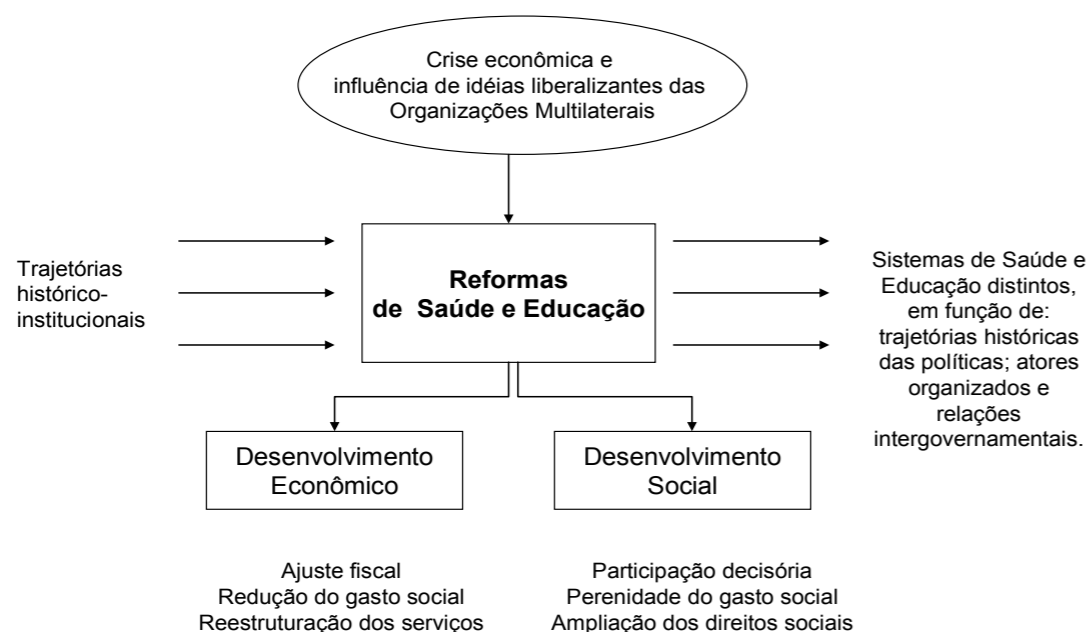 Crise econômica e
influência de idéias liberalizantes das
Organizações Multilaterais
Trajetórias
histórico-
institucionais
Reformas
de Saúde e Educação
Sistemas de Saúde e
Educação distintos,
em função de:
trajetórias históricas
das políticas; atores
organizados e
relações
intergovernamentais.
Desenvolvimento
Econômico
Desenvolvimento
Social
Ajuste fiscal
Redução do gasto social
Reestruturação dos serviços
Participação decisória
Perenidade do gasto social
Ampliação dos direitos sociais